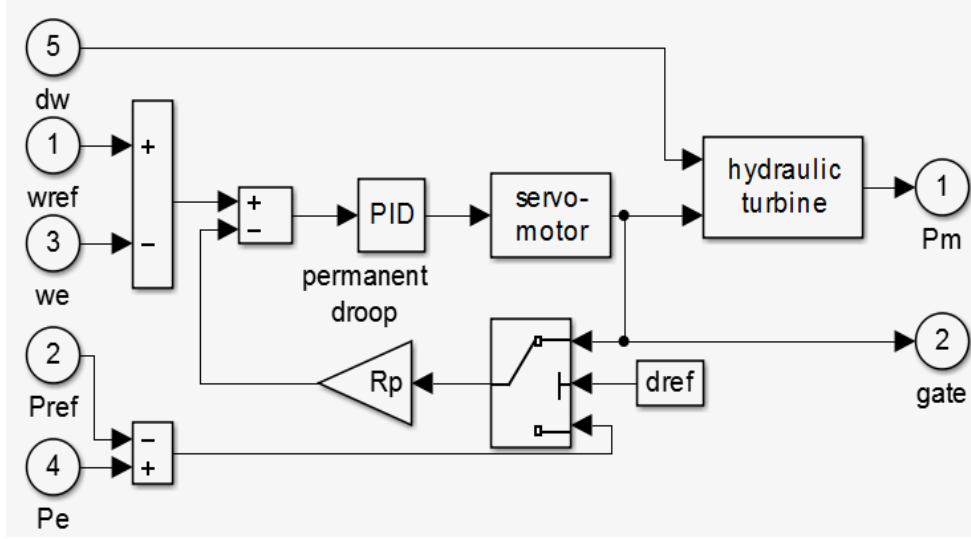 5
dw
1
wref
3
we
2
Pref
4
Pe
+
−
+
−
−
+
PID
permanent
droop
servo-
motor
hydraulic
turbine
Rp
dref
1
Pm
2
gate